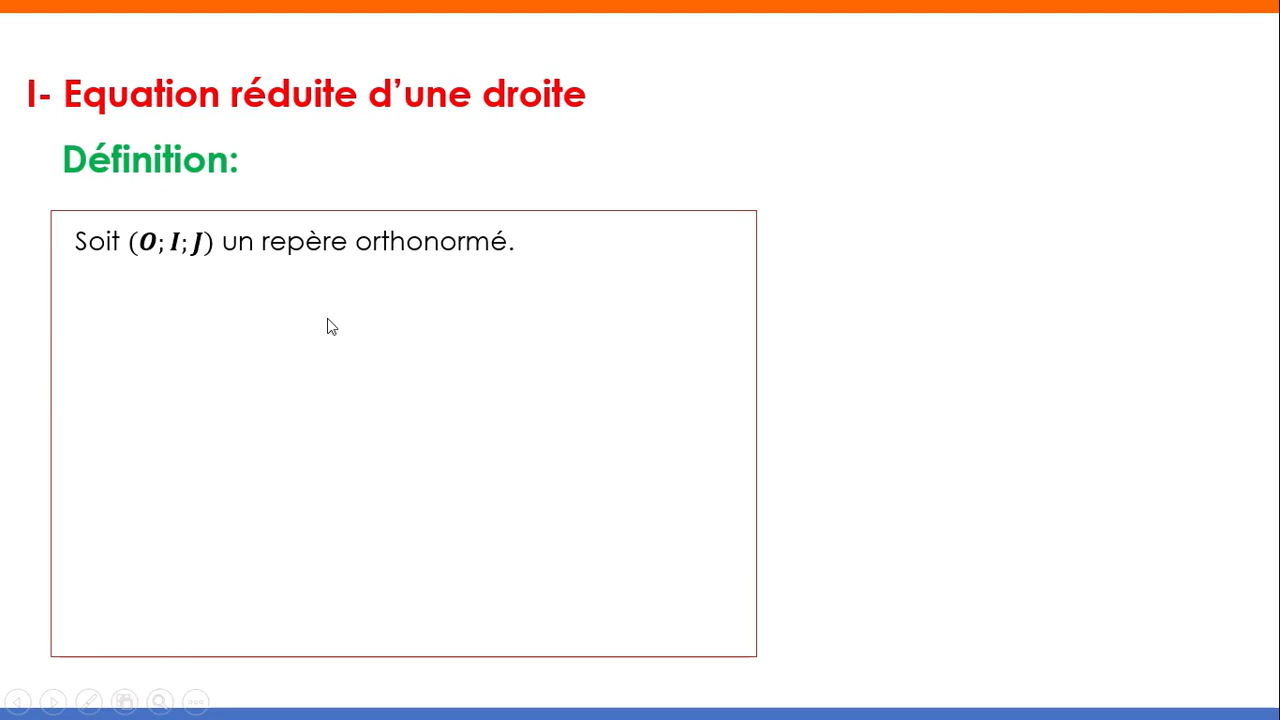 I- Equation réduite d’une droite
Définition:
Soit (O; I; J) un repère orthonormé.